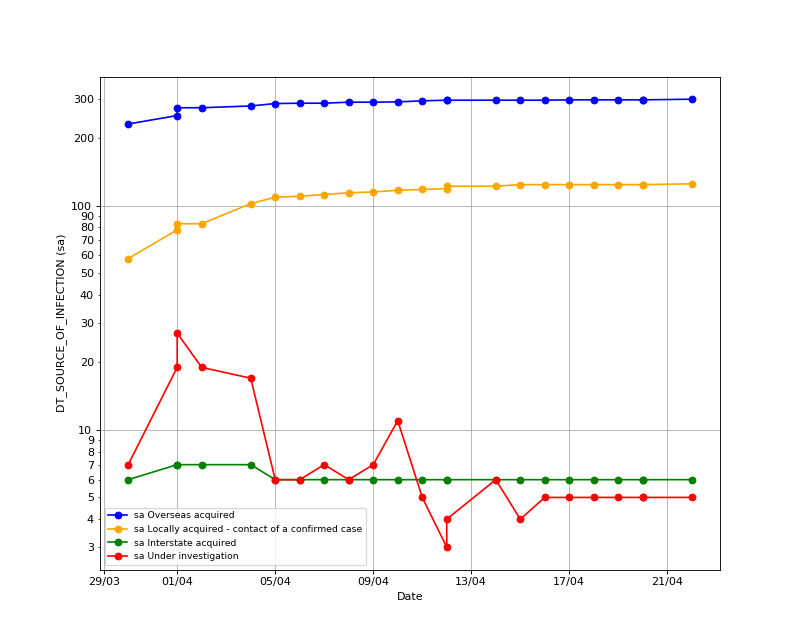 DT_SOURCE_OF_INFECTION (sa)
300
200
100
90
80
70
60
50
40
30
20
10
9
8
7
6
5
4
3
sa Overseas acquired
sa Locally acquired - contact of a confirmed case
sa Interstate acquired
sa Under investigation
29/03 01/04 05/04 09/04 13/04 17/04 21/04
Date